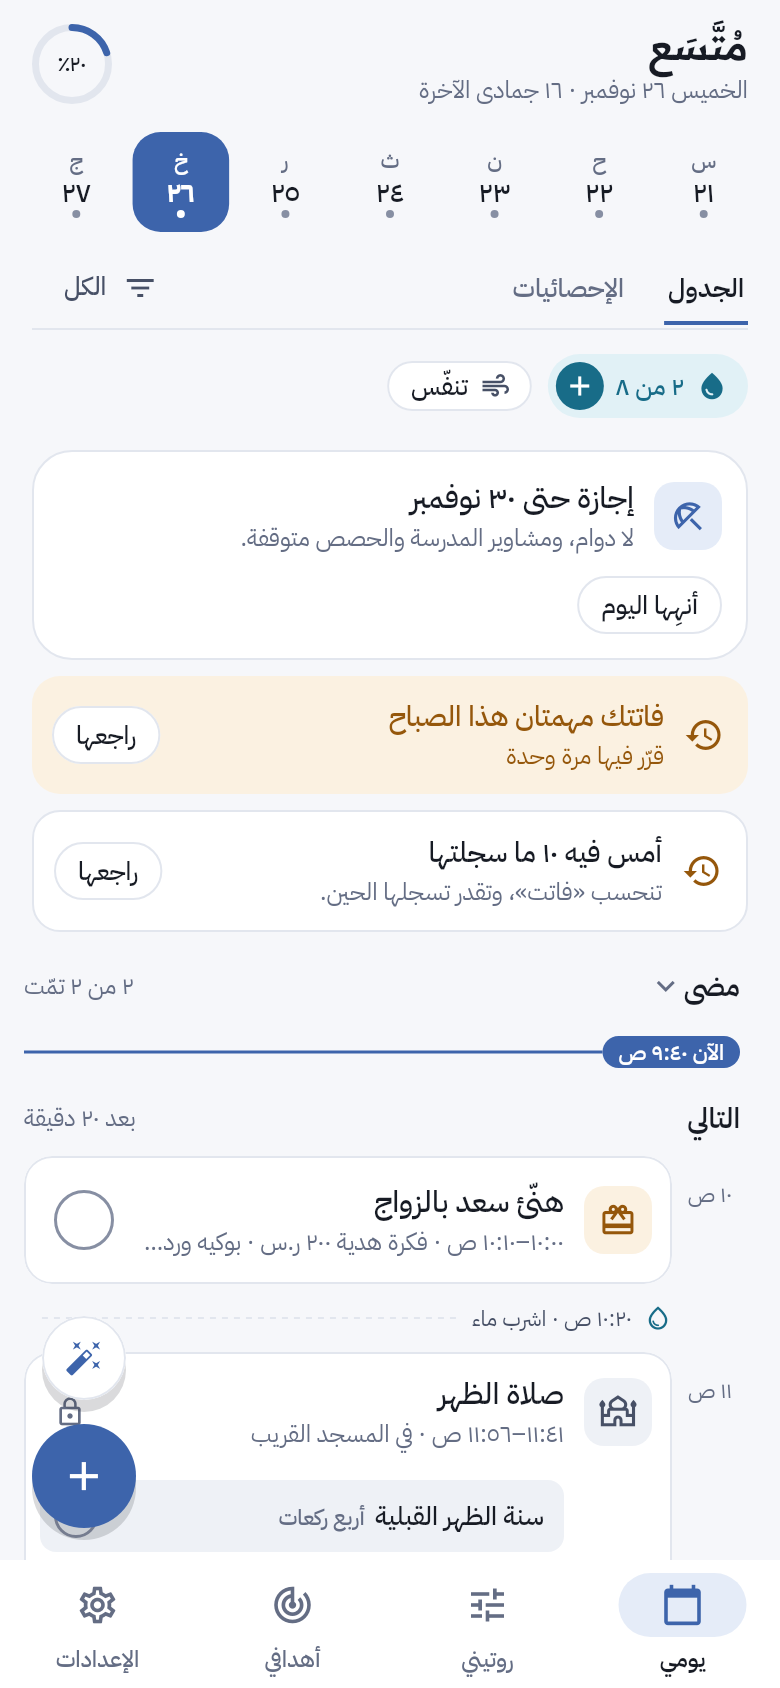 مُتَّسَع
الخميس ٢٦ نوفمبر · ١٦ جمادى الآخرة
٪٢٠
س ح ن ث ر خ ج
٢١ ٢٢ ٢٣ ٢٤ ٢٥ ٢٦ ٢٧
الجدول
الإحصائيات
الكل
٢ من ٨
تنفّس
إجازة حتى ٣٠ نوفمبر
لا دوام، ومشاوير المدرسة والحصص متوقفة.
أنهِها اليوم
فاتتك مهمتان هذا الصباح
قرّر فيها مرة وحدة
راجعها
أمس فيه ١٠ ما سجلتها
تنحسب «فاتت»، وتقدر تسجلها الحين.
راجعها
مضى
٢ من ٢ تمّت
الآن ٩:٤٠ ص
التالي
بعد ٢٠ دقيقة
١٠ ص
هنّئ سعد بالزواج
١٠:٠٠–١٠:١٠ ص · فكرة هدية ٢٠٠ ر.س · بوكيه ورد...
١٠:٢٠ ص · اشرب ماء
١١ ص
صلاة الظهر
١١:٤١–١١:٥٦ ص · في المسجد القريب
سنة الظهر القبلية أربع ركعات
يومي
روتيني
أهدافي
الإعدادات